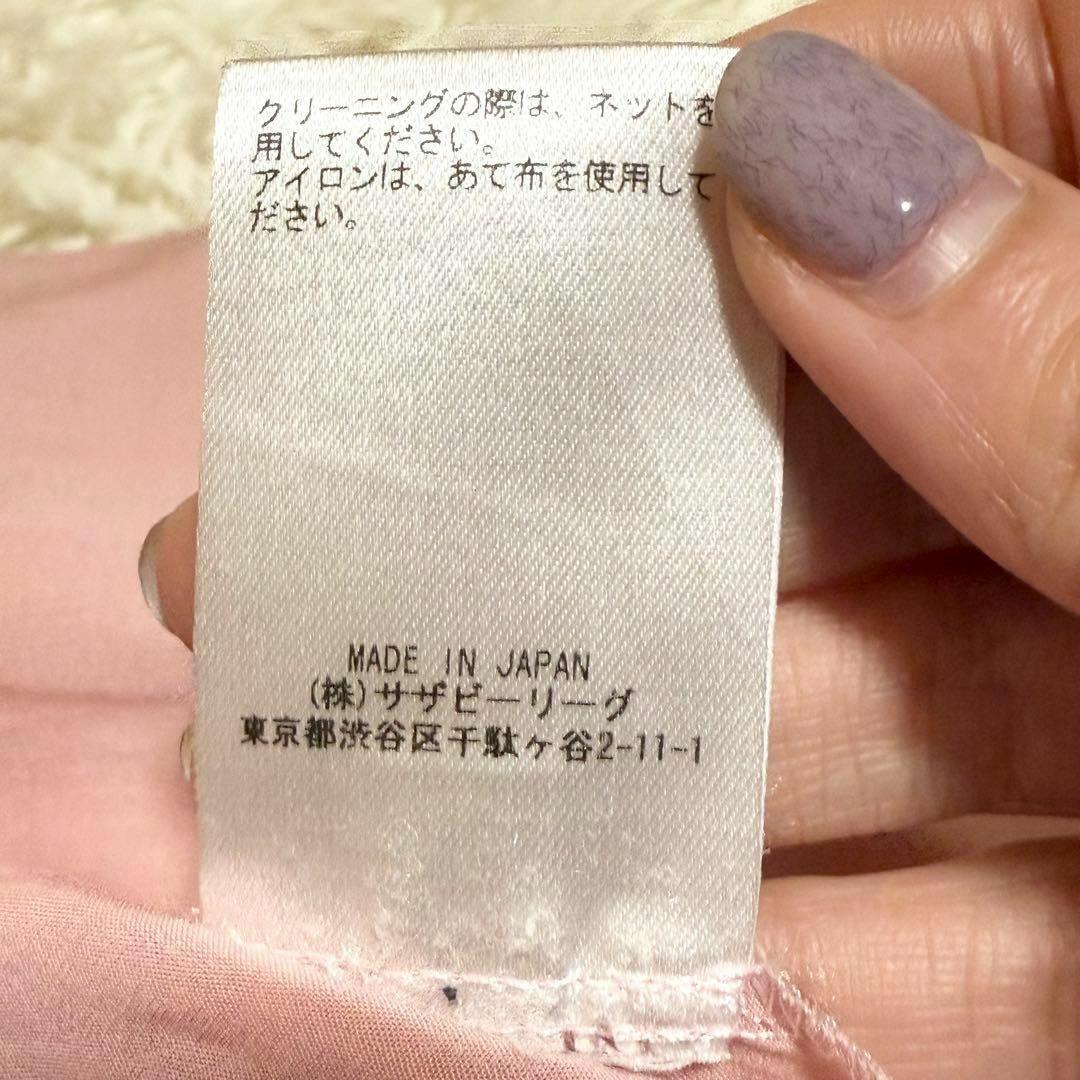 クリーニングの際は、ネットを
用してください。
アイロンは、あて布を使用して
ださい。
MADE IN JAPAN
(株)サザビーリーグ
東京都渋谷区千駄ヶ谷2-11-1